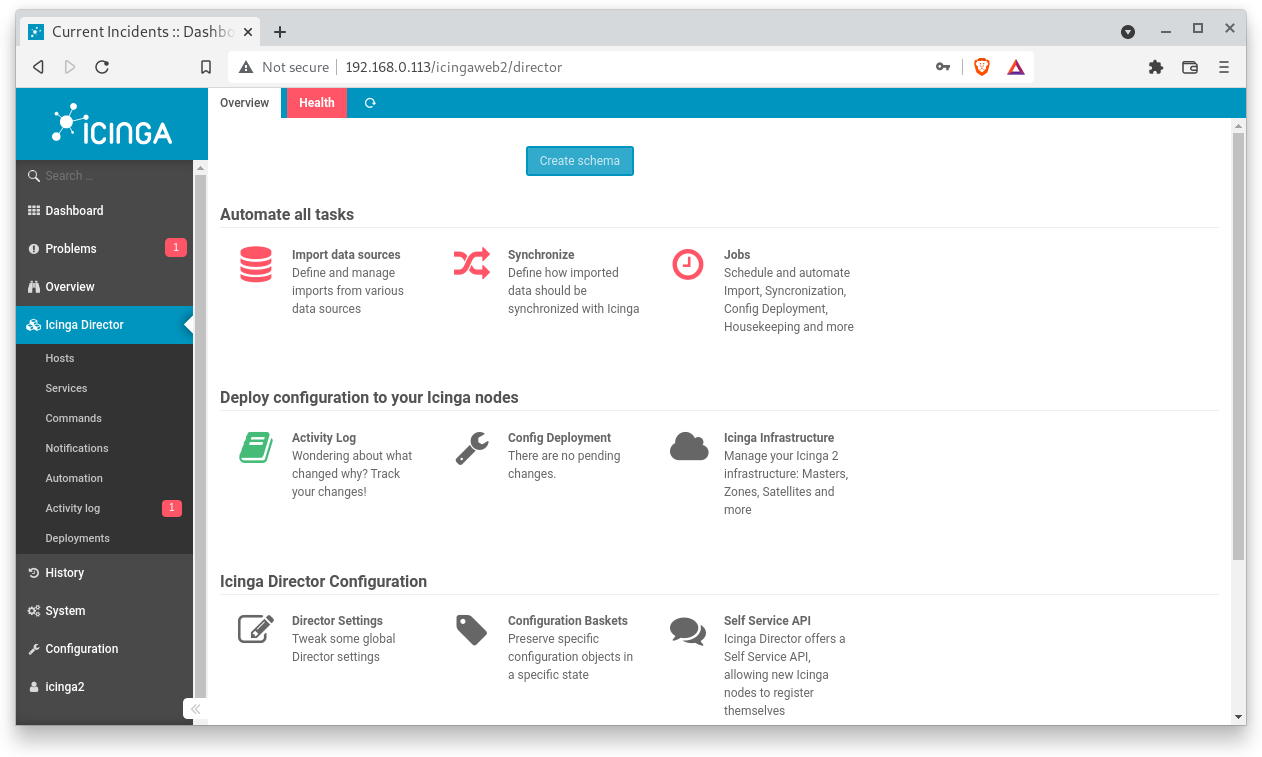 Current Incidents :: Dashbo
Not secure 192.168.0.113/icingaweb2/director
ICINGA
Overview Health
Search ...
Dashboard
Problems 1
Overview
Icinga Director
Hosts
Services
Commands
Notifications
Automation
Activity log 1
Deployments
History
System
Configuration
icinga2
Create schema
Automate all tasks
Import data sources
Define and manage
imports from various
data sources
Synchronize
Define how imported
data should be
synchronized with Icinga
Jobs
Schedule and automate
Import, Syncronization,
Config Deployment,
Housekeeping and more
Deploy configuration to your Icinga nodes
Activity Log
Wondering about what
changed why? Track
your changes!
Config Deployment
There are no pending
changes.
Icinga Infrastructure
Manage your Icinga 2
infrastructure: Masters,
Zones, Satellites and
more
Icinga Director Configuration
Director Settings
Tweak some global
Director settings
Configuration Baskets
Preserve specific
configuration objects in
a specific state
Self Service API
Icinga Director offers a
Self Service API,
allowing new Icinga
nodes to register
themselves